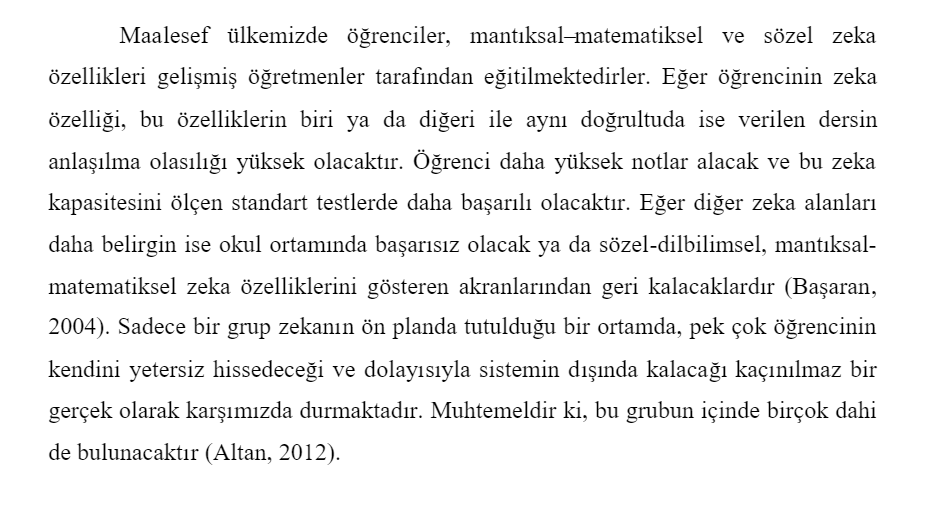 Maalesef ülkemizde öğrenciler, mantıksal–matematiksel ve sözel zeka
özellikleri gelişmiş öğretmenler tarafından eğitilmektedirler. Eğer öğrencinin zeka
özelliği, bu özelliklerin biri ya da diğeri ile aynı doğrultuda ise verilen dersin
anlaşılma olasılığı yüksek olacaktır. Öğrenci daha yüksek notlar alacak ve bu zeka
kapasitesini ölçen standart testlerde daha başarılı olacaktır. Eğer diğer zeka alanları
daha belirgin ise okul ortamında başarısız olacak ya da sözel-dilbilimsel, mantıksal-
matematiksel zeka özelliklerini gösteren akranlarından geri kalacaklardır (Başaran,
2004). Sadece bir grup zekanın ön planda tutulduğu bir ortamda, pek çok öğrencinin
kendini yetersiz hissedeceği ve dolayısıyla sistemin dışında kalacağı kaçınılmaz bir
gerçek olarak karşımızda durmaktadır. Muhtemeldir ki, bu grubun içinde birçok dahi
de bulunacaktır (Altan, 2012).